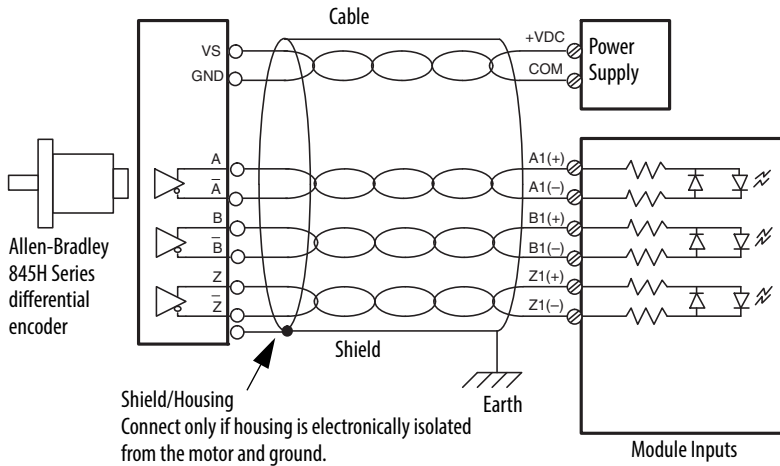 Cable
VS
GND
+VDC
COM
Power
Supply
A
A
B
B
Z
Z
A1(+)
A1(–)
B1(+)
B1(–)
Z1(+)
Z1(–)
Allen-Bradley
845H Series
differential
encoder
Shield
Earth
Shield/Housing
Connect only if housing is electronically isolated
from the motor and ground.
Module Inputs